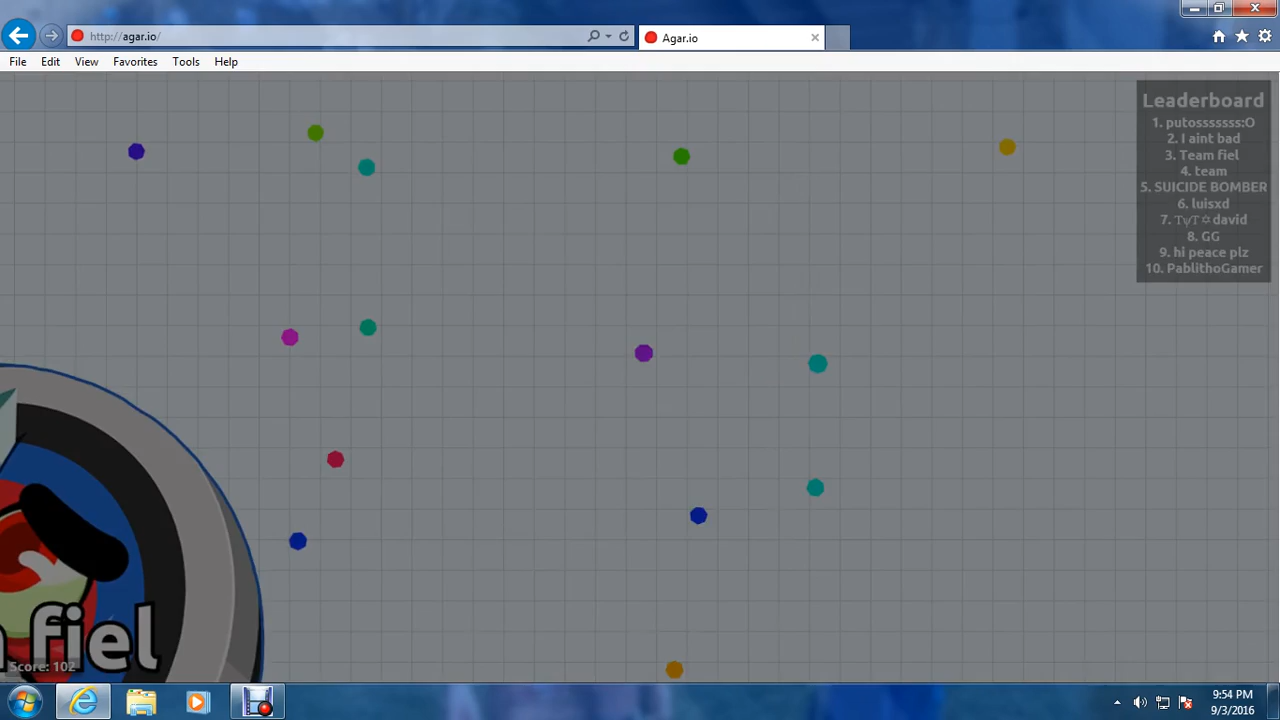 http://agar.io/
Agar.io
File Edit View Favorites Tools Help
Leaderboard
1. putosssssss:O
2. I aint bad
3. Team fiel
4. team
5. SUICIDE BOMBER
6. luisxd
7. ТѱТ✡david
8. GG
9. hi peace plz
10. PablithoGamer
fiel
Score: 102
9:54 PM
9/3/2016